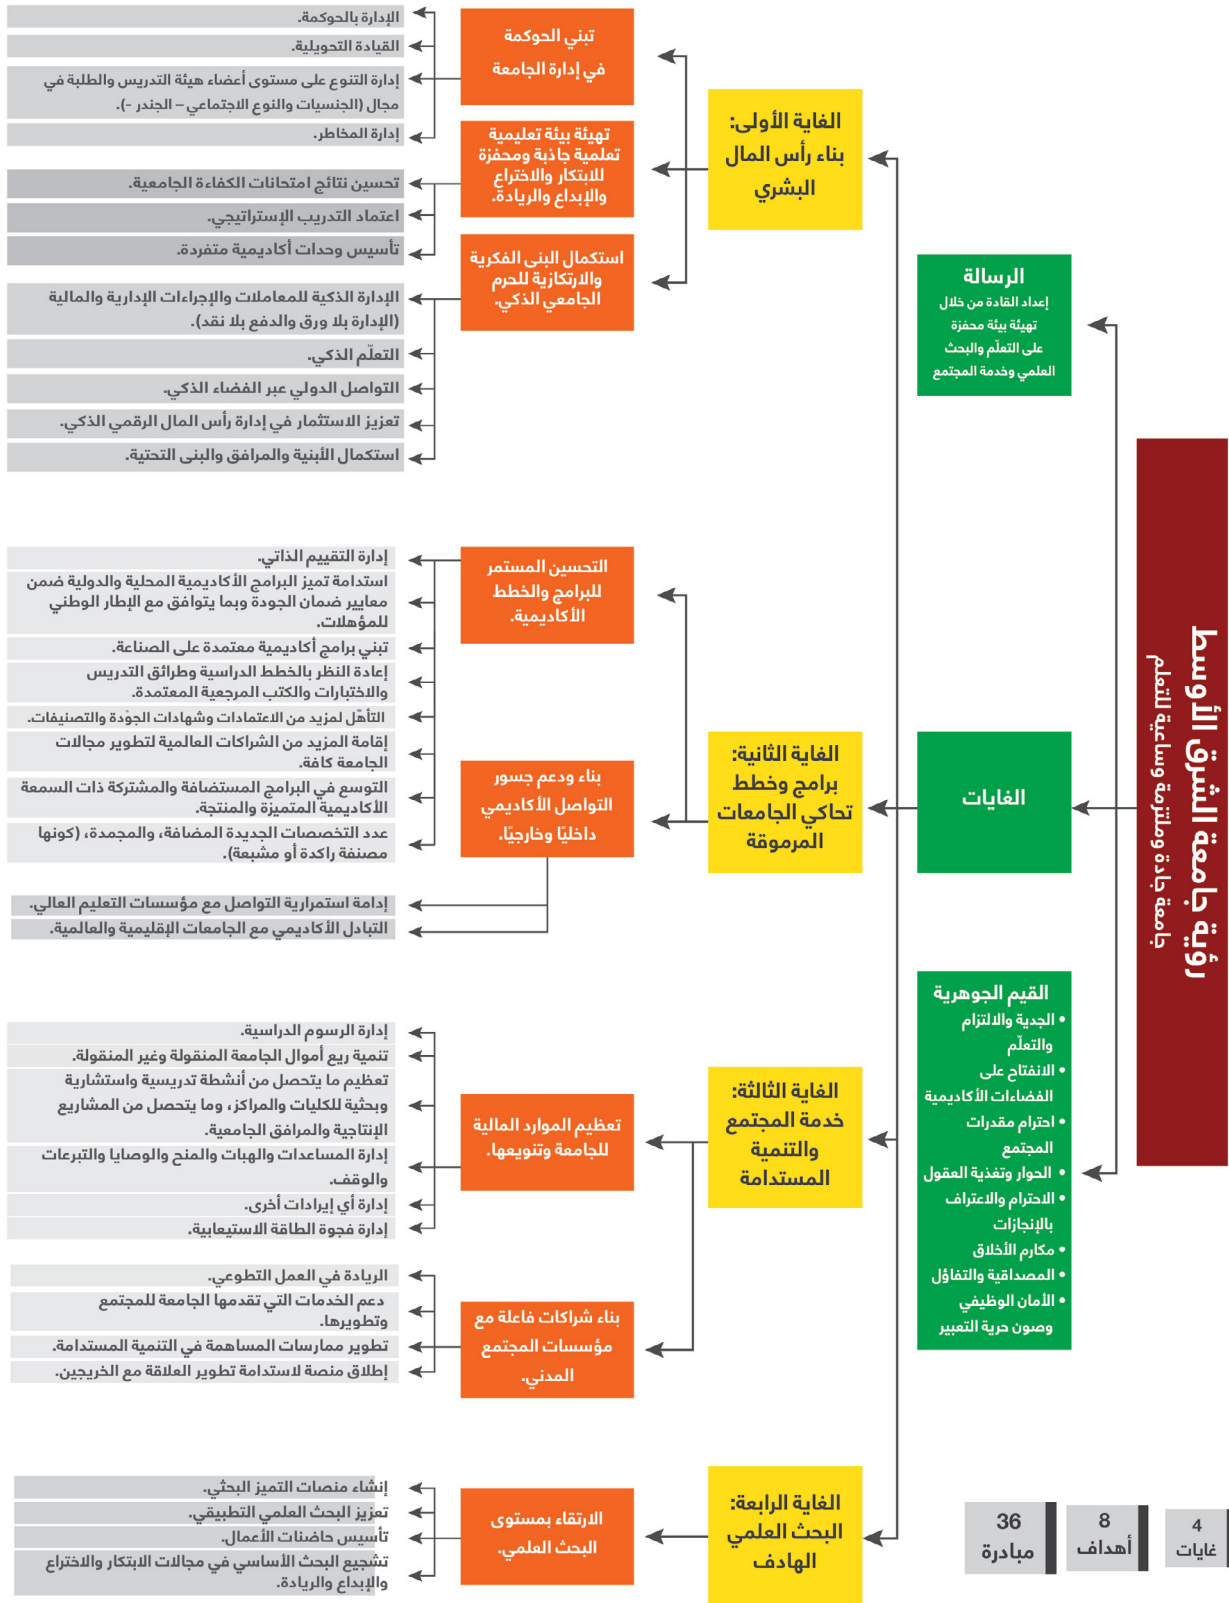 رؤية جامعة الشرق الأوسط
جامعة جادة وملتزمة وساعية للتعلم
الرسالة
إعداد القادة من خلال
تهيئة بيئة محفزة
على التعلّم والبحث
العلمي وخدمة المجتمع
الغايات
القيم الجوهرية
• الجدية والالتزام
والتعلّم
• الانفتاح على
الفضاءات الأكاديمية
• احترام مقدرات
المجتمع
• الحوار وتغذية العقول
• الاحترام والاعتراف
بالإنجازات
• مكارم الأخلاق
• المصداقية والتفاؤل
• الأمان الوظيفي
وصون حرية التعبير
الغاية الأولى:
بناء رأس المال
البشري
تبني الحوكمة
في إدارة الجامعة
الإدارة بالحوكمة.
القيادة التحويلية.
إدارة التنوع على مستوى أعضاء هيئة التدريس والطلبة في
مجال (الجنسيات والنوع الاجتماعي – الجندر -).
إدارة المخاطر.
تهيئة بيئة تعليمية
تعلمية جاذبة ومحفزة
للابتكار والاختراع
والإبداع والريادة.
تحسين نتائج امتحانات الكفاءة الجامعية.
اعتماد التدريب الإستراتيجي.
تأسيس وحدات أكاديمية متفردة.
استكمال البنى الفكرية
والارتكازية للحرم
الجامعي الذكي.
الإدارة الذكية للمعاملات والإجراءات الإدارية والمالية
(الإدارة بلا ورق والدفع بلا نقد).
التعلّم الذكي.
التواصل الدولي عبر الفضاء الذكي.
تعزيز الاستثمار في إدارة رأس المال الرقمي الذكي.
استكمال الأبنية والمرافق والبنى التحتية.
الغاية الثانية:
برامج وخطط
تحاكي الجامعات
المرموقة
التحسين المستمر
للبرامج والخطط
الأكاديمية.
إدارة التقييم الذاتي.
استدامة تميز البرامج الأكاديمية المحلية والدولية ضمن
معايير ضمان الجودة وبما يتوافق مع الإطار الوطني
للمؤهلات.
تبني برامج أكاديمية معتمدة على الصناعة.
إعادة النظر بالخطط الدراسية وطرائق التدريس
والاختبارات والكتب المرجعية المعتمدة.
التأهّل لمزيد من الاعتمادات وشهادات الجوْدة والتصنيفات.
إقامة المزيد من الشراكات العالمية لتطوير مجالات
الجامعة كافة.
التوسع في البرامج المستضافة والمشتركة ذات السمعة
الأكاديمية المتميزة والمنتجة.
عدد التخصصات الجديدة المضافة، والمجمدة، (كونها
مصنفة راكدة أو مشبعة).
بناء ودعم جسور
التواصل الأكاديمي
داخليًا وخارجيًا.
إدامة استمرارية التواصل مع مؤسسات التعليم العالي.
التبادل الأكاديمي مع الجامعات الإقليمية والعالمية.
الغاية الثالثة:
خدمة المجتمع
والتنمية
المستدامة
تعظيم الموارد المالية
للجامعة وتنويعها.
إدارة الرسوم الدراسية.
تنمية ريع أموال الجامعة المنقولة وغير المنقولة.
تعظيم ما يتحصل من أنشطة تدريسية واستشارية
وبحثية للكليات والمراكز، وما يتحصل من المشاريع
الإنتاجية والمرافق الجامعية.
إدارة المساعدات والهبات والمنح والوصايا والتبرعات
والوقف.
إدارة أي إيرادات أخرى.
إدارة فجوة الطاقة الاستيعابية.
بناء شراكات فاعلة مع
مؤسسات المجتمع
المدني.
الريادة في العمل التطوعي.
دعم الخدمات التي تقدمها الجامعة للمجتمع
وتطويرها.
تطوير ممارسات المساهمة في التنمية المستدامة.
إطلاق منصة لاستدامة تطوير العلاقة مع الخريجين.
الغاية الرابعة:
البحث العلمي
الهادف
الارتقاء بمستوى
البحث العلمي.
إنشاء منصات التميز البحثي.
تعزيز البحث العلمي التطبيقي.
تأسيس حاضنات الأعمال.
تشجيع البحث الأساسي في مجالات الابتكار والاختراع
والإبداع والريادة.
4
غايات
8
أهداف
36
مبادرة